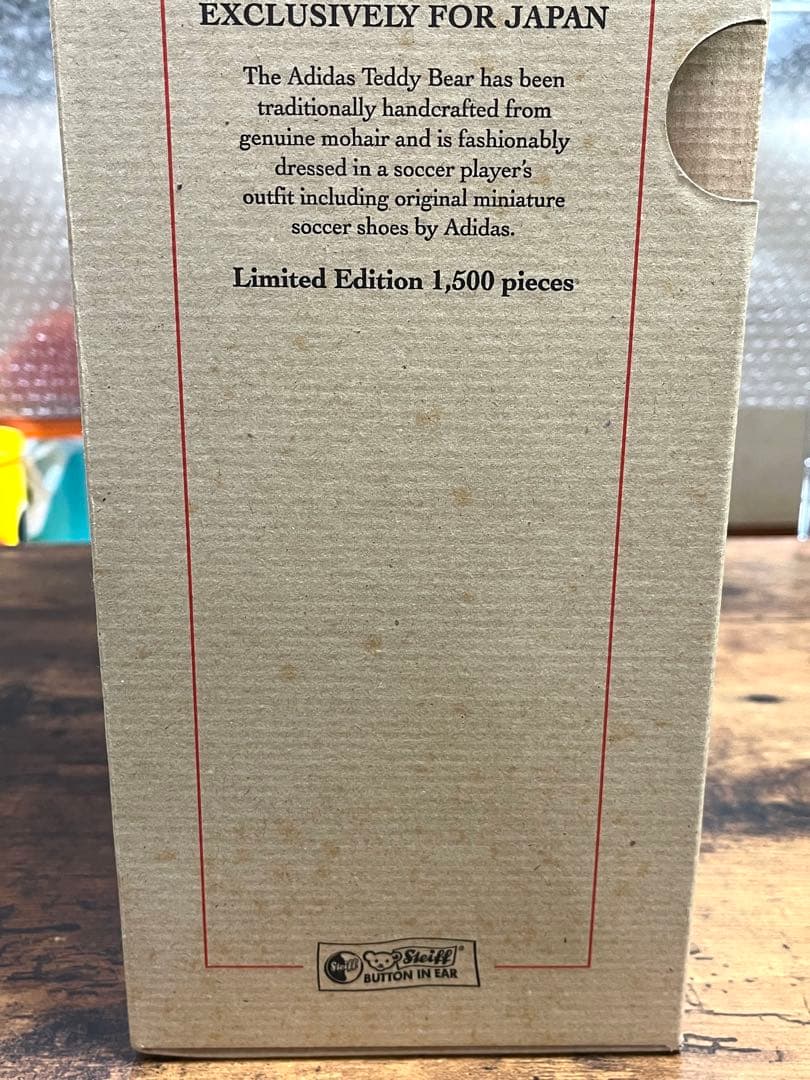 EXCLUSIVELY FOR JAPAN
The Adidas Teddy Bear has been
traditionally handcrafted from
genuine mohair and is fashionably
dressed in a soccer player's
outfit including original miniature
soccer shoes by Adidas.
Limited Edition 1,500 pieces
Steiff
Steiff®
BUTTON IN EAR